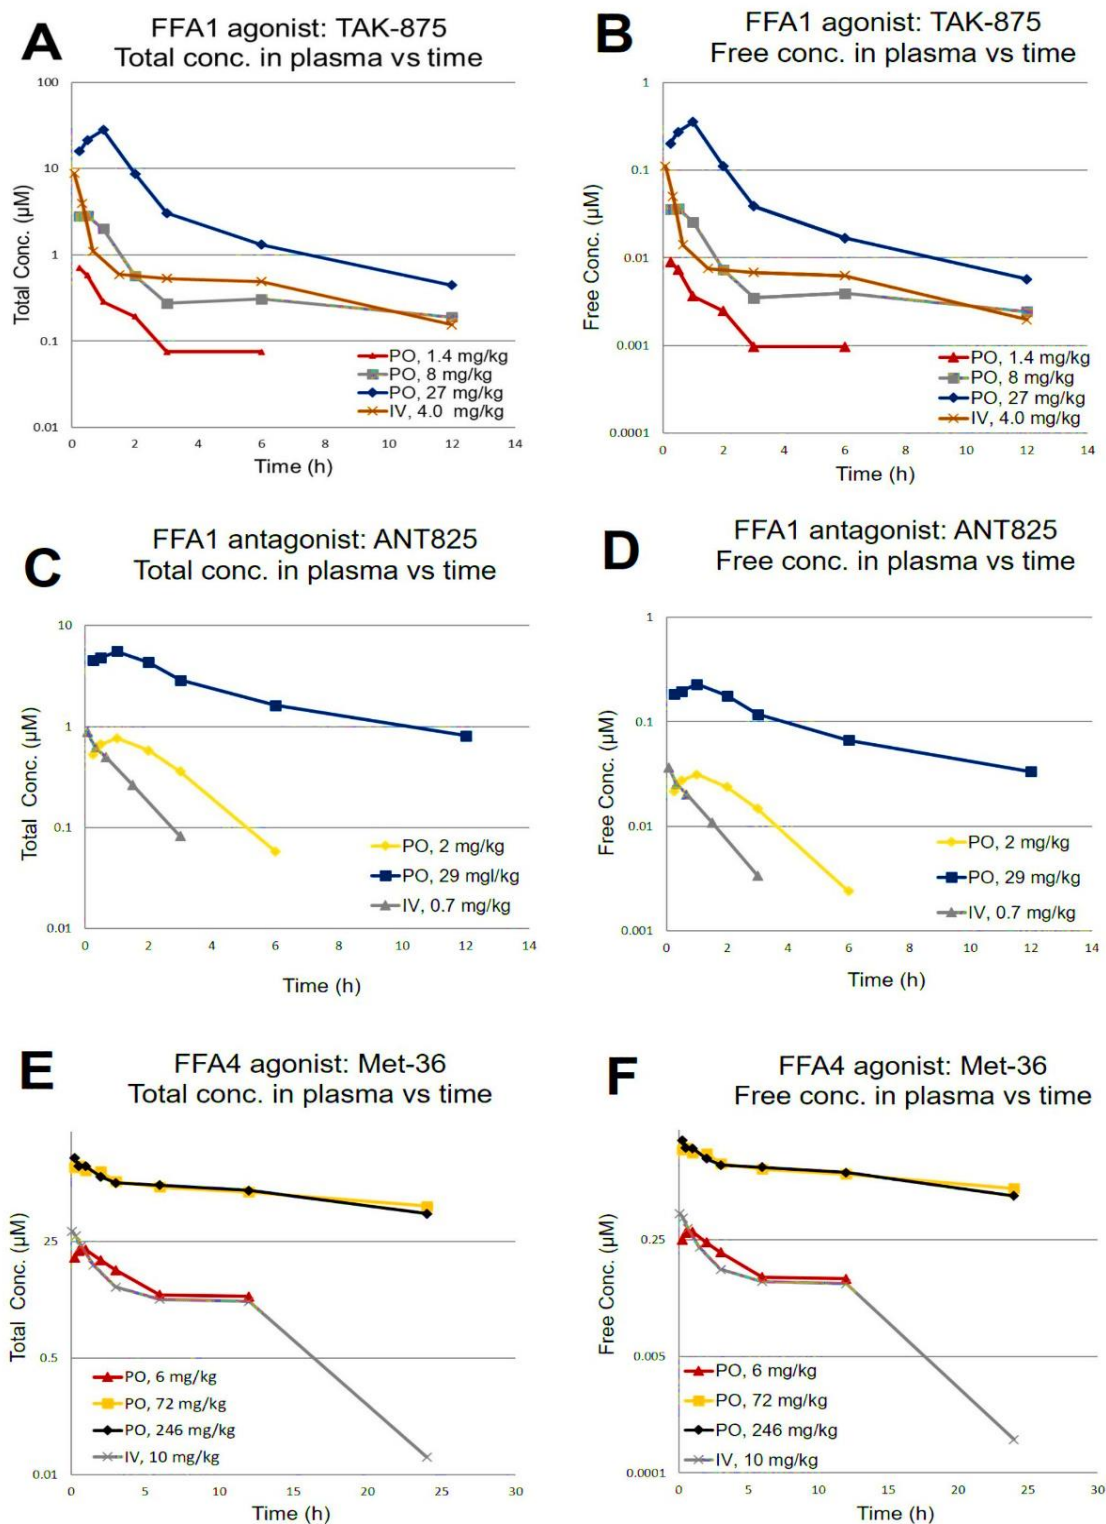 A
FFA1 agonist: TAK-875
Total conc. in plasma vs time
100
10
1
0.1
0.01
Total Conc. (µM)
PO, 1.4 mg/kg
PO, 8 mg/kg
PO, 27 mg/kg
IV, 4.0 mg/kg
0 2 4 6 8 10 12 14
Time (h)
B
FFA1 agonist: TAK-875
Free conc. in plasma vs time
1
0.1
0.01
0.001
0.0001
Free Conc. (µM)
PO, 1.4 mg/kg
PO, 8 mg/kg
PO, 27 mg/kg
IV, 4.0 mg/kg
0 2 4 6 8 10 12 14
Time (h)
C
FFA1 antagonist: ANT825
Total conc. in plasma vs time
10
1
0.1
0.01
Total Conc. (µM)
PO, 2 mg/kg
PO, 29 mgl/kg
IV, 0.7 mg/kg
0 2 4 6 8 10 12 14
Time (h)
D
FFA1 antagonist: ANT825
Free conc. in plasma vs time
1
0.1
0.01
0.001
Free Conc. (µM)
PO, 2 mg/kg
PO, 29 mg/kg
IV, 0.7 mg/kg
0 2 4 6 8 10 12 14
Time (h)
E
FFA4 agonist: Met-36
Total conc. in plasma vs time
25
0.5
0.01
Total Conc. (µM)
PO, 6 mg/kg
PO, 72 mg/kg
PO, 246 mg/kg
IV, 10 mg/kg
0 5 10 15 20 25 30
Time (h)
F
FFA4 agonist: Met-36
Free conc. in plasma vs time
0.25
0.005
0.0001
Free Conc. (µM)
PO, 6 mg/kg
PO, 72 mg/kg
PO, 246 mg/kg
IV, 10 mg/kg
0 5 10 15 20 25 30
Time (h)